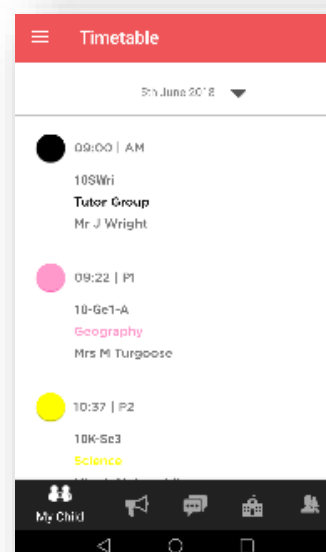 Timetable
5th June 2018
09:00 | AM
10SWri
Tutor Group
Mr J Wright
09:22 | P1
10-Ge1-A
Geography
Mrs M Turgoose
10:37 | P2
10K-Sc3
Science
My Child